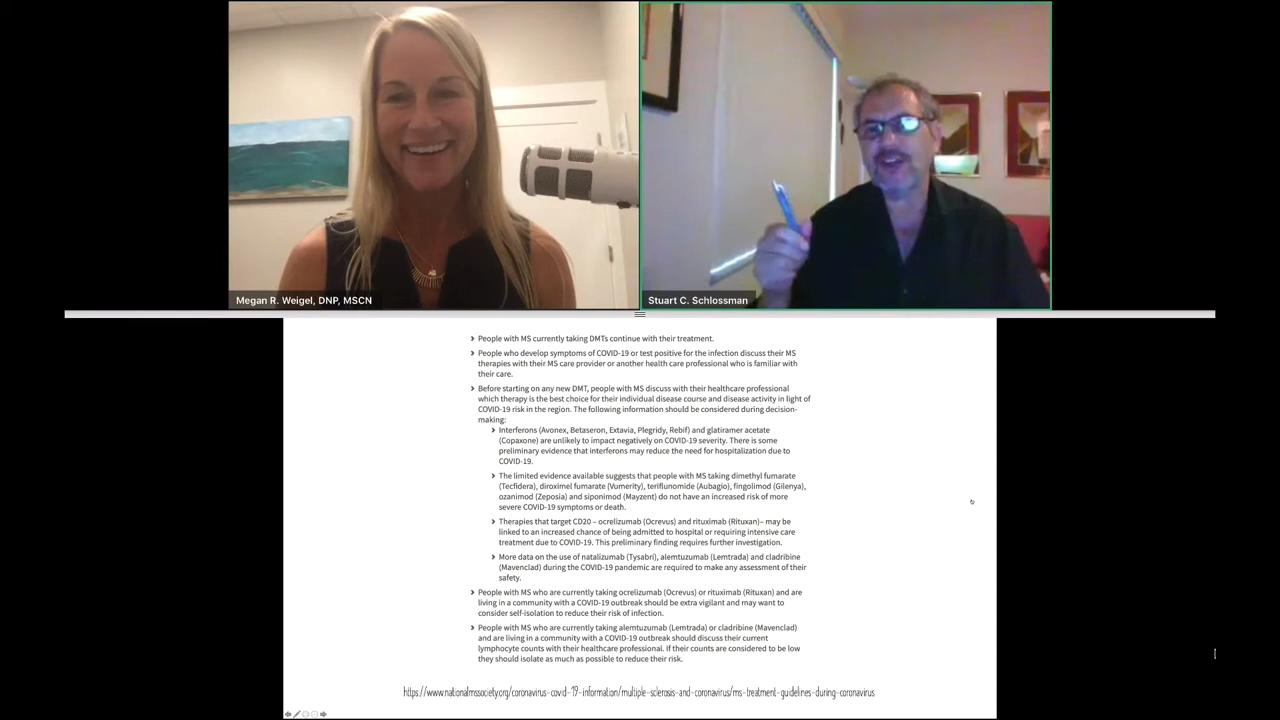 Megan R. Weigel, DNP, MSCN
Stuart C. Schlossman
People with MS currently taking DMTs continue with their treatment.
People who develop symptoms of COVID-19 or test positive for the infection discuss their MS
therapies with their MS care provider or another health care professional who is familiar with
their care.
Before starting on any new DMT, people with MS discuss with their healthcare professional
which therapy is the best choice for their individual disease course and disease activity in light of
COVID-19 risk in the region. The following information should be considered during decision-
making:
Interferons (Avonex, Betaseron, Extavia, Plegridy, Rebif) and glatiramer acetate
(Copaxone) are unlikely to impact negatively on COVID-19 severity. There is some
preliminary evidence that interferons may reduce the need for hospitalization due to
COVID-19.
The limited evidence available suggests that people with MS taking dimethyl fumarate
(Tecfidera), diroximel fumarate (Vumerity), teriflunomide (Aubagio), fingolimod (Gilenya),
ozanimod (Zeposia) and siponimod (Mayzent) do not have an increased risk of more
severe COVID-19 symptoms or death.
Therapies that target CD20 – ocrelizumab (Ocrevus) and rituximab (Rituxan)– may be
linked to an increased chance of being admitted to hospital or requiring intensive care
treatment due to COVID-19. This preliminary finding requires further investigation.
More data on the use of natalizumab (Tysabri), alemtuzumab (Lemtrada) and cladribine
(Mavenclad) during the COVID-19 pandemic are required to make any assessment of their
safety.
People with MS who are currently taking ocrelizumab (Ocrevus) or rituximab (Rituxan) and are
living in a community with a COVID-19 outbreak should be extra vigilant and may want to
consider self-isolation to reduce their risk of infection.
People with MS who are currently taking alemtuzumab (Lemtrada) or cladribine (Mavenclad)
and are living in a community with a COVID-19 outbreak should discuss their current
lymphocyte counts with their healthcare professional. If their counts are considered to be low
they should isolate as much as possible to reduce their risk.
https://www.nationalmssociety.org/coronavirus-covid-19-information/multiple-sclerosis-and-coronavirus/ms-treatment-guidelines-during-coronavirus